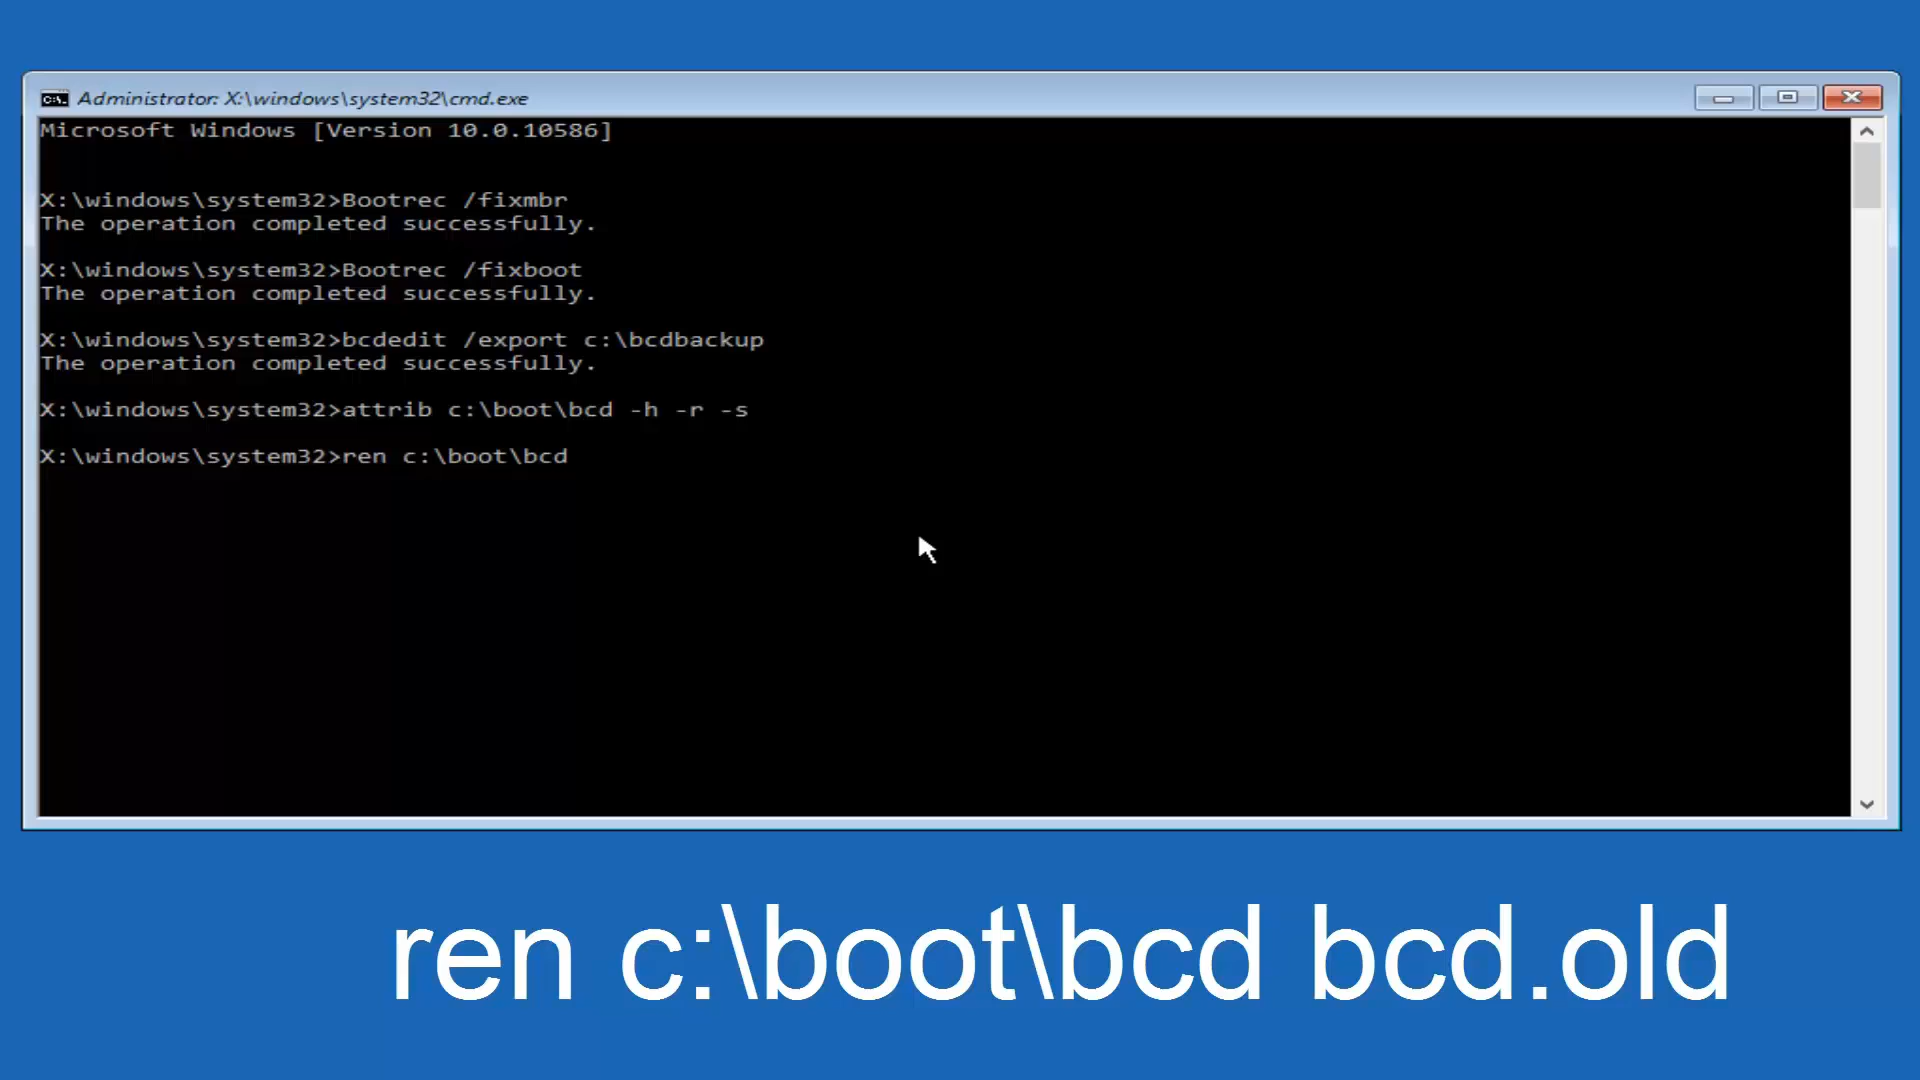 Administrator: X:\windows\system32\cmd.exe
Microsoft Windows [Version 10.0.10586]
X:\windows\system32>Bootrec /fixmbr
The operation completed successfully.
X:\windows\system32>Bootrec /fixboot
The operation completed successfully.
X:\windows\system32>bcdedit /export c:\bcdbackup
The operation completed successfully.
X:\windows\system32>attrib c:\boot\bcd -h -r -s
X:\windows\system32>ren c:\boot\bcd
ren c:\boot\bcd bcd.old